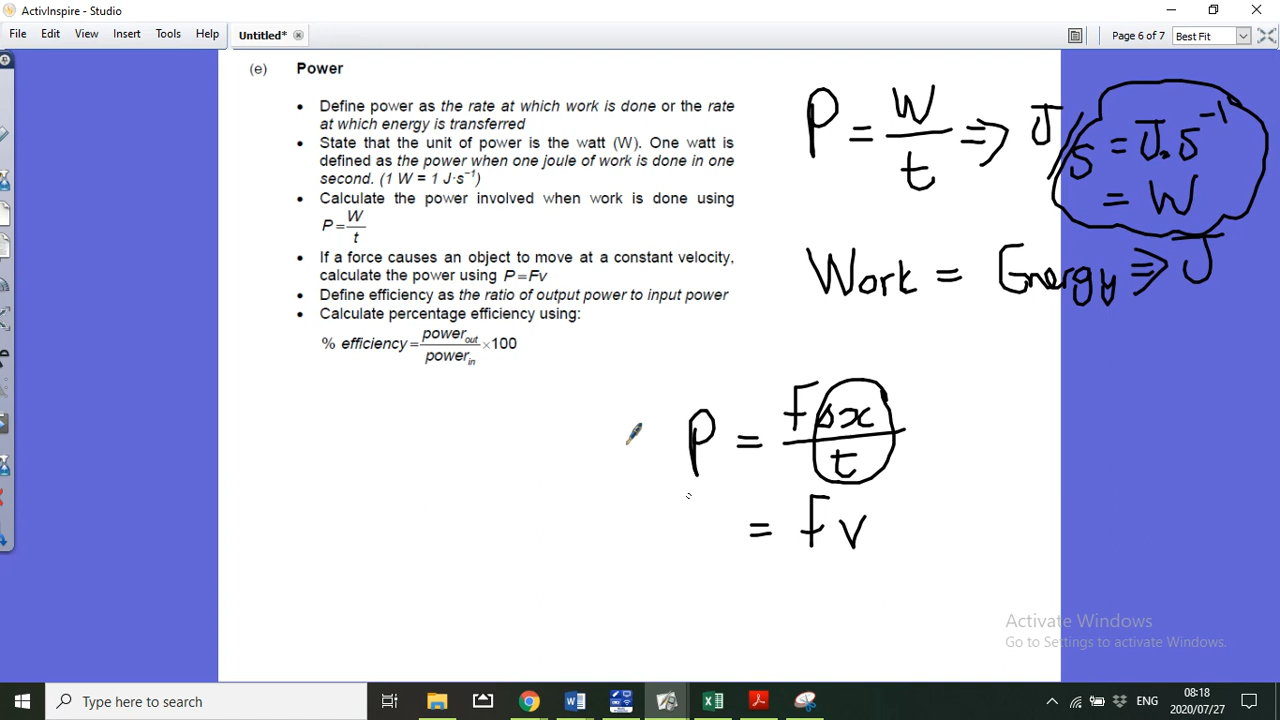 ActivInspire - Studio
File Edit View Insert Tools Help Untitled* Page 6 of 7 Best Fit
(e) Power
• Define power as the rate at which work is done or the rate
at which energy is transferred
• State that the unit of power is the watt (W). One watt is
defined as the power when one joule of work is done in one
second. (1 W = 1 J·s⁻¹)
• Calculate the power involved when work is done using
P = W/t
• If a force causes an object to move at a constant velocity,
calculate the power using P = Fv
• Define efficiency as the ratio of output power to input power
• Calculate percentage efficiency using:
% efficiency = power_out/power_in × 100
P = W/t ⇒ J/s = J.s⁻¹
= W
Work = Energy ⇒ J
P = FΔx/t
= Fv
Activate Windows
Go to Settings to activate Windows.
Type here to search
ENG
08:18
2020/07/27